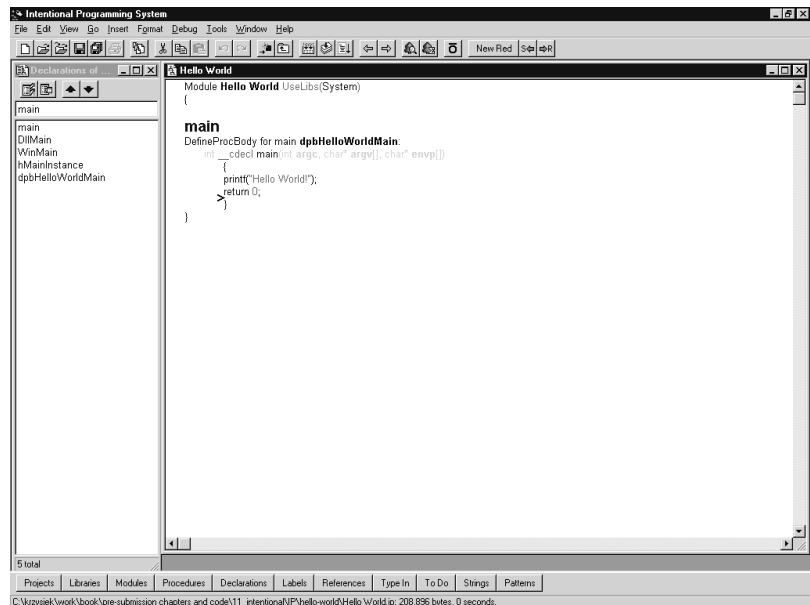 Intentional Programming System
File Edit View Go Insert Format Debug Tools Window Help
New Red S R
Declarations of ...
main
main
DllMain
WinMain
hMainInstance
dpbHelloWorldMain
5 total
Hello World
Module Hello World UseLibs(System)
{
main
DefineProcBody for main dpbHelloWorldMain:
int __cdecl main(int argc, char* argv[], char* envp[])
{
printf("Hello World!");
return 0;
}
}
Projects Libraries Modules Procedures Declarations Labels References Type In To Do Strings Patterns
C:\krzysiek\work\book\pre-submission chapters and code\11_intentional\IP\hello-world\Hello World.ip: 208,896 bytes, 0 seconds.